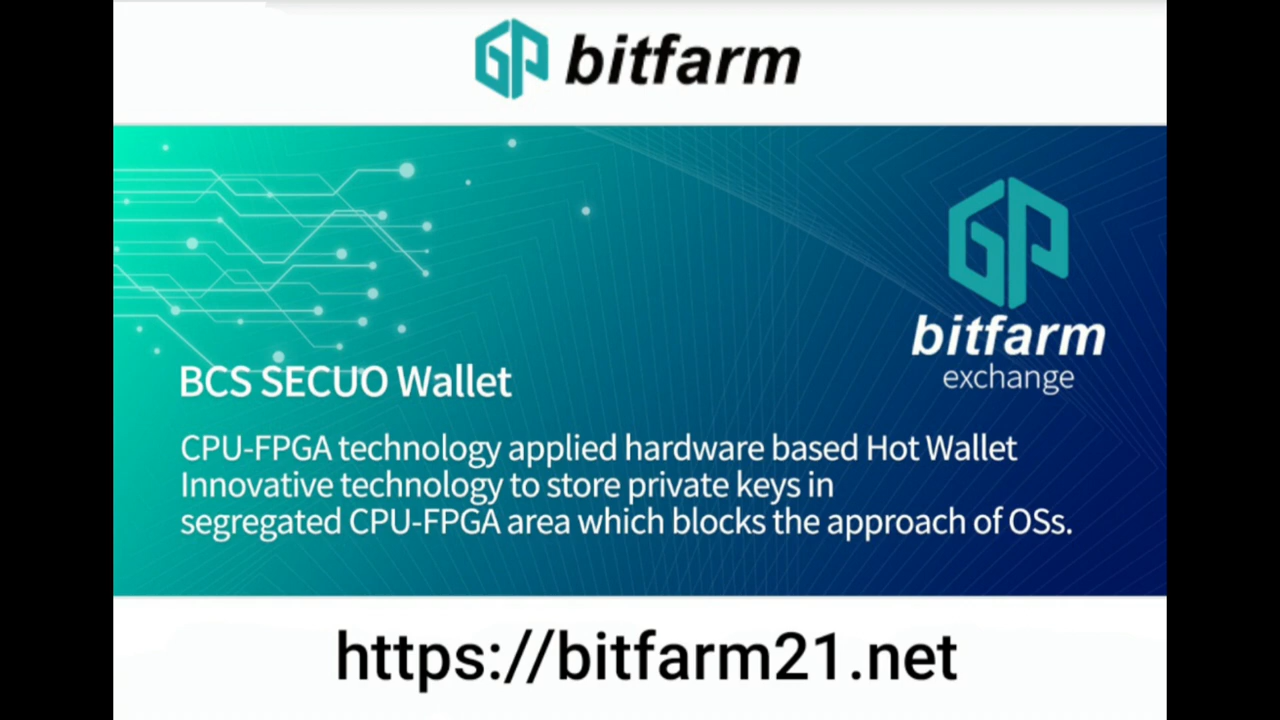 bitfarm
bitfarm
exchange
BCS SECUO Wallet
CPU-FPGA technology applied hardware based Hot Wallet
Innovative technology to store private keys in
segregated CPU-FPGA area which blocks the approach of OSs.
https://bitfarm21.net